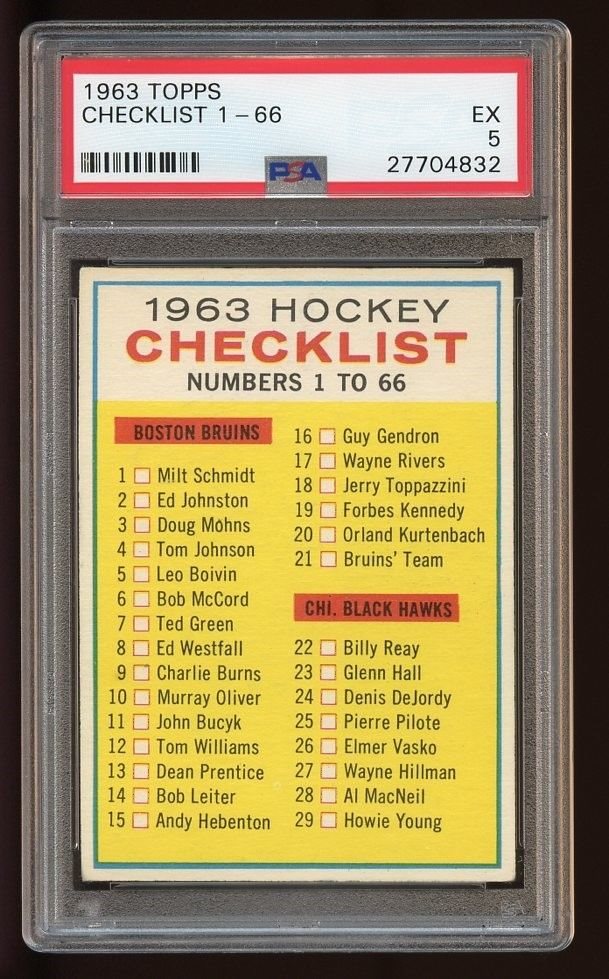 1963 TOPPS
CHECKLIST 1 - 66 EX
5
27704832
PSA
1963 HOCKEY
CHECKLIST
NUMBERS 1 TO 66
BOSTON BRUINS
1 Milt Schmidt
2 Ed Johnston
3 Doug Mohns
4 Tom Johnson
5 Leo Boivin
6 Bob McCord
7 Ted Green
8 Ed Westfall
9 Charlie Burns
10 Murray Oliver
11 John Bucyk
12 Tom Williams
13 Dean Prentice
14 Bob Leiter
15 Andy Hebenton
16 Guy Gendron
17 Wayne Rivers
18 Jerry Toppazzini
19 Forbes Kennedy
20 Orland Kurtenbach
21 Bruins' Team
CHI. BLACK HAWKS
22 Billy Reay
23 Glenn Hall
24 Denis DeJordy
25 Pierre Pilote
26 Elmer Vasko
27 Wayne Hillman
28 Al MacNeil
29 Howie Young